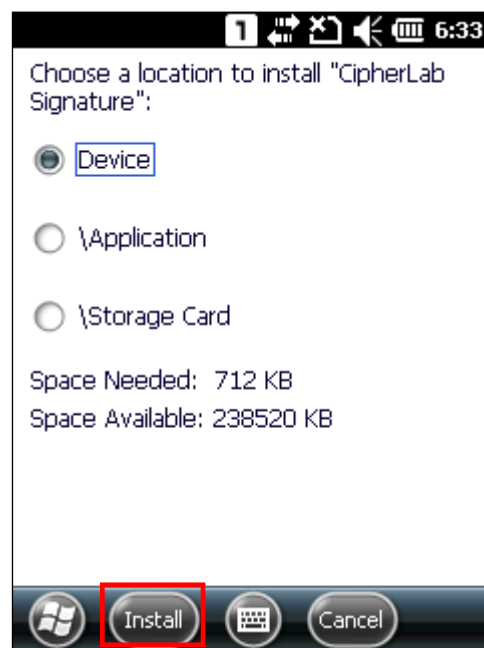 1 6:33
Choose a location to install "CipherLab
Signature":
Device
\Application
\Storage Card
Space Needed: 712 KB
Space Available: 238520 KB
Install Cancel